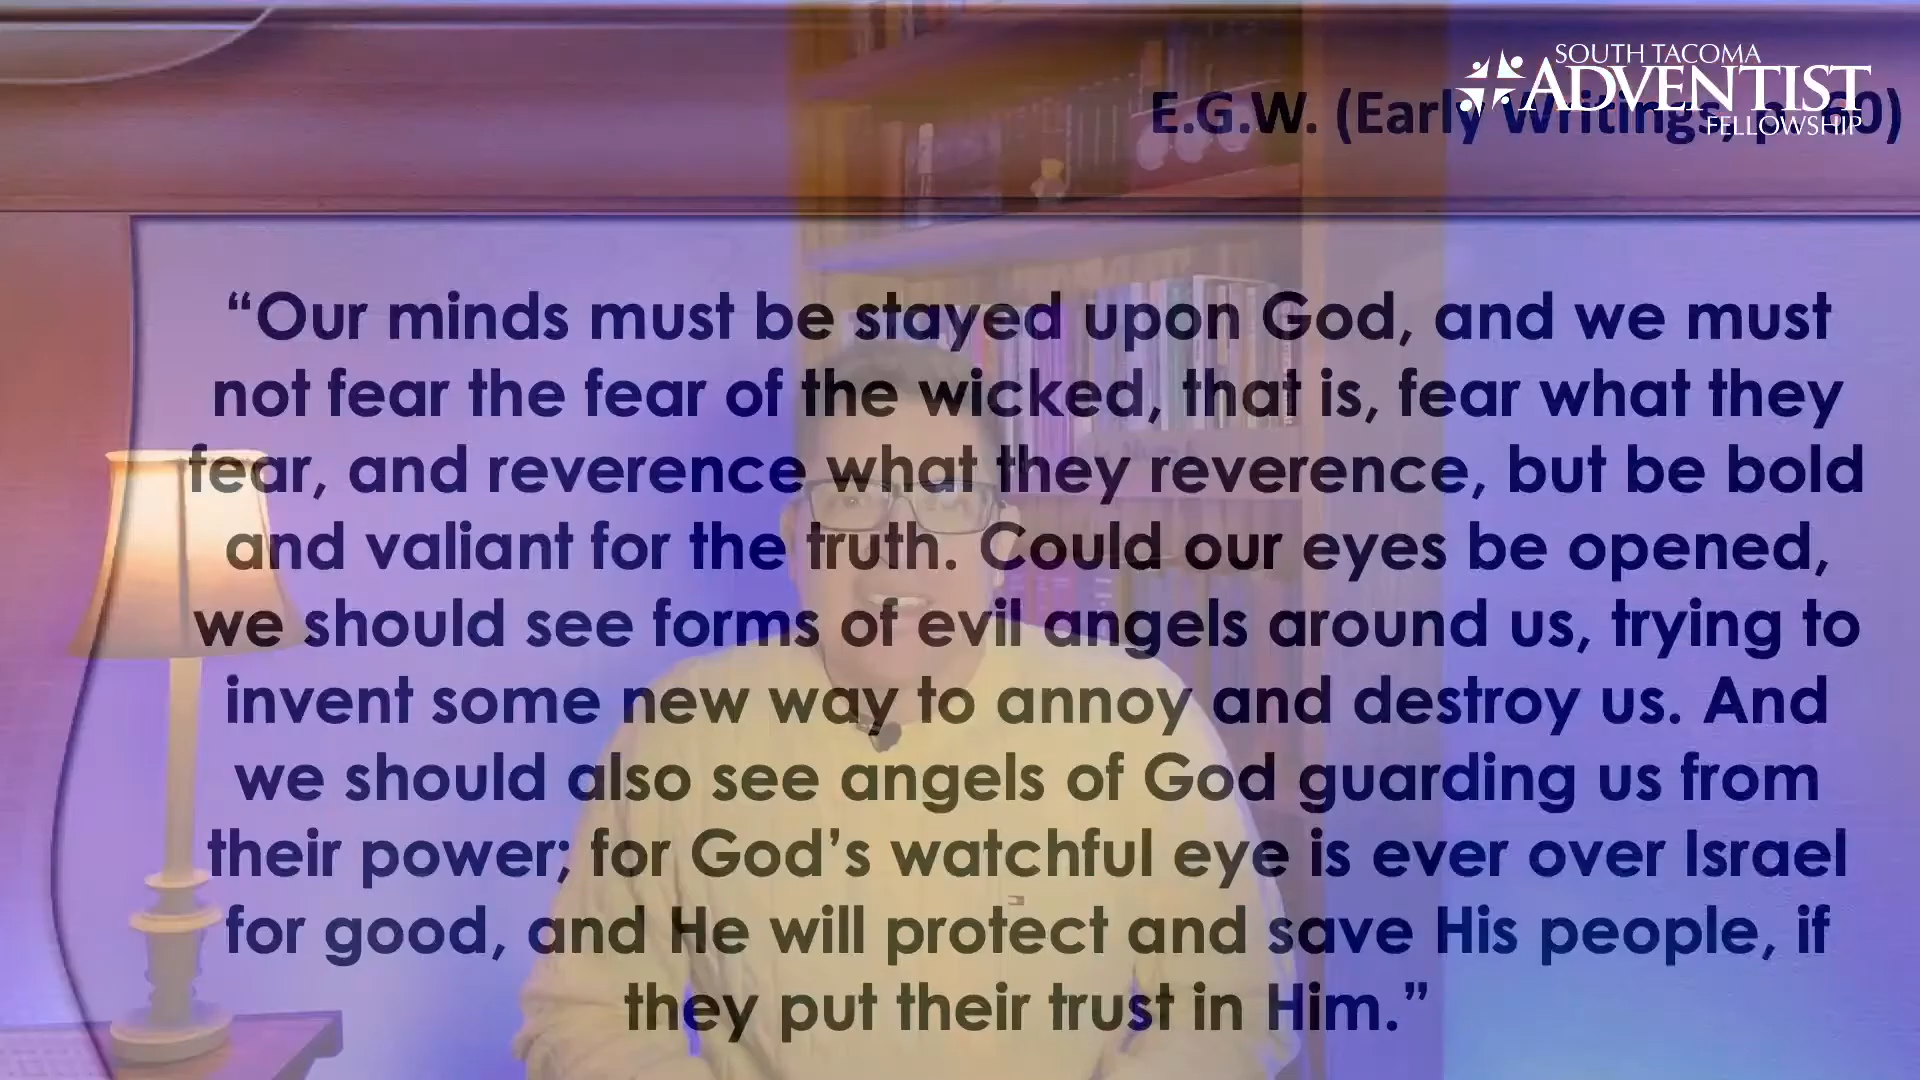 SOUTH TACOMA
ADVENTIST
FELLOWSHIP
E.G.W. (Early Writings, p. 60)
“Our minds must be stayed upon God, and we must
not fear the fear of the wicked, that is, fear what they
fear, and reverence what they reverence, but be bold
and valiant for the truth. Could our eyes be opened,
we should see forms of evil angels around us, trying to
invent some new way to annoy and destroy us. And
we should also see angels of God guarding us from
their power; for God’s watchful eye is ever over Israel
for good, and He will protect and save His people, if
they put their trust in Him.”